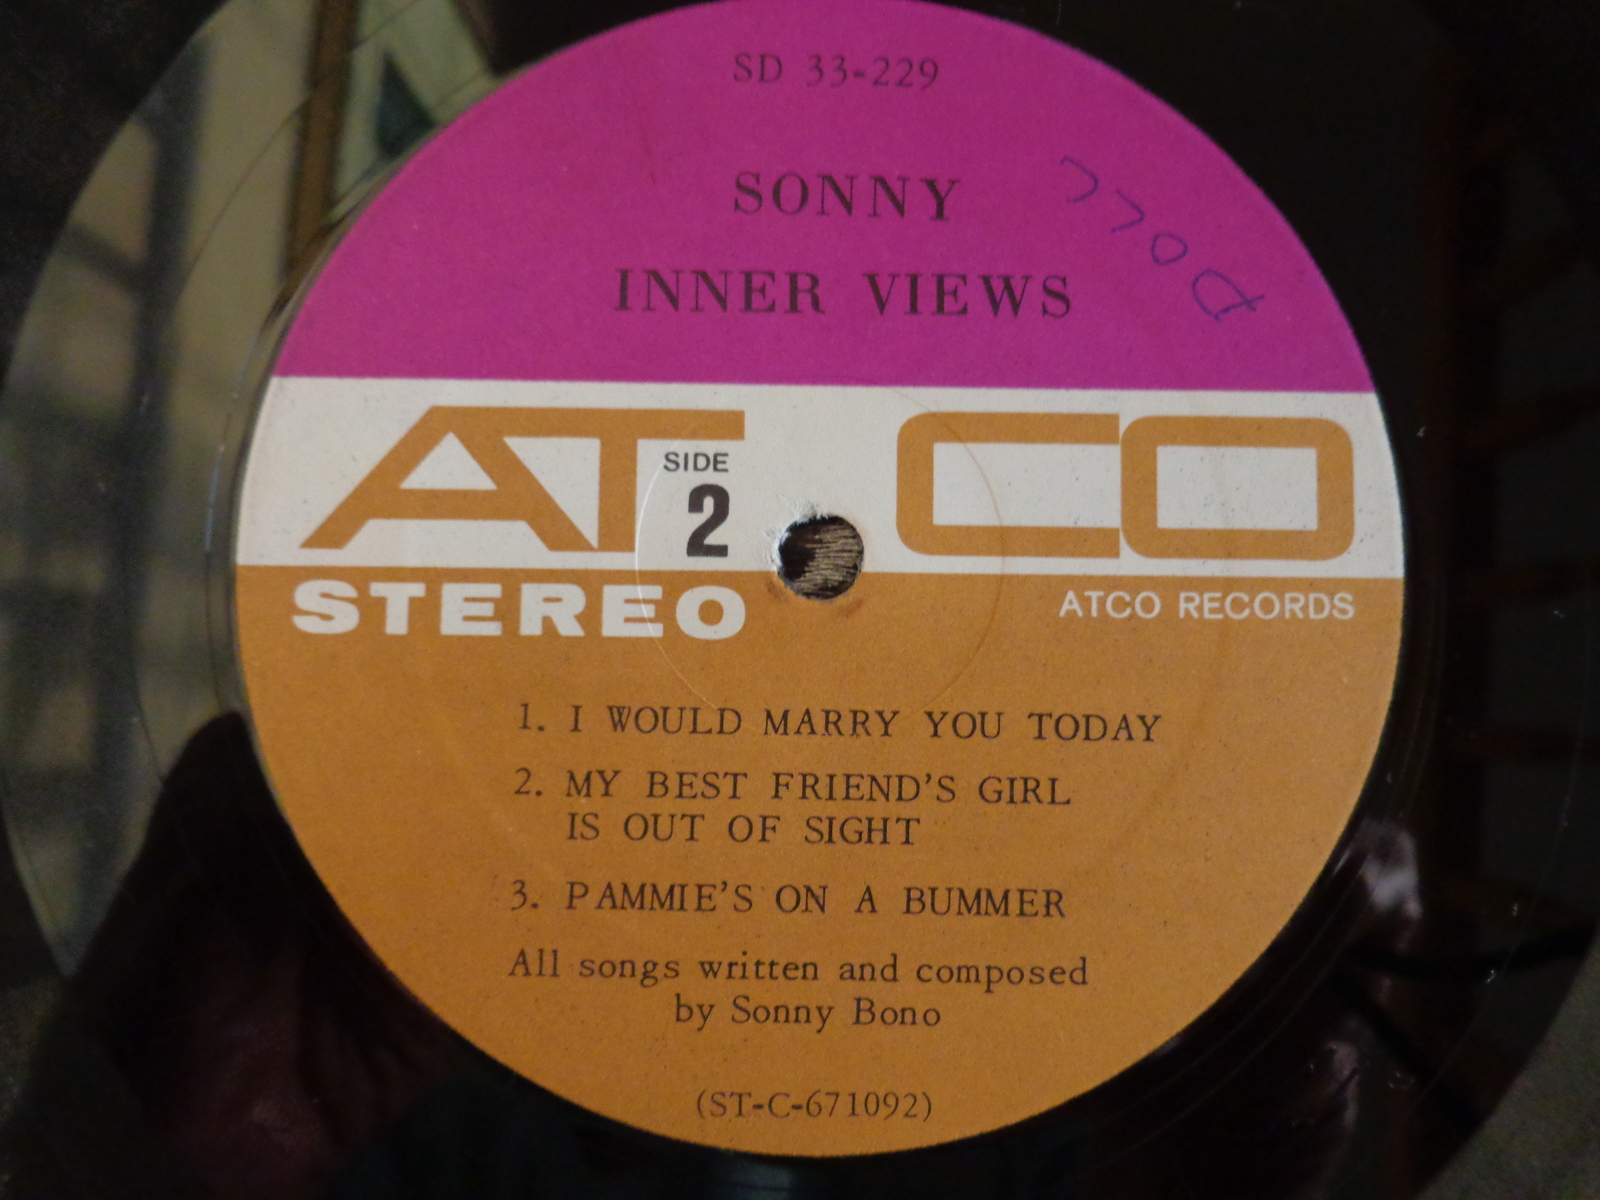 SD 33-229
SONNY
INNER VIEWS
ATCO
SIDE
2
STEREO
ATCO RECORDS
1. I WOULD MARRY YOU TODAY
2. MY BEST FRIEND'S GIRL
IS OUT OF SIGHT
3. PAMMIE'S ON A BUMMER
All songs written and composed
by Sonny Bono
(ST-C-671092)